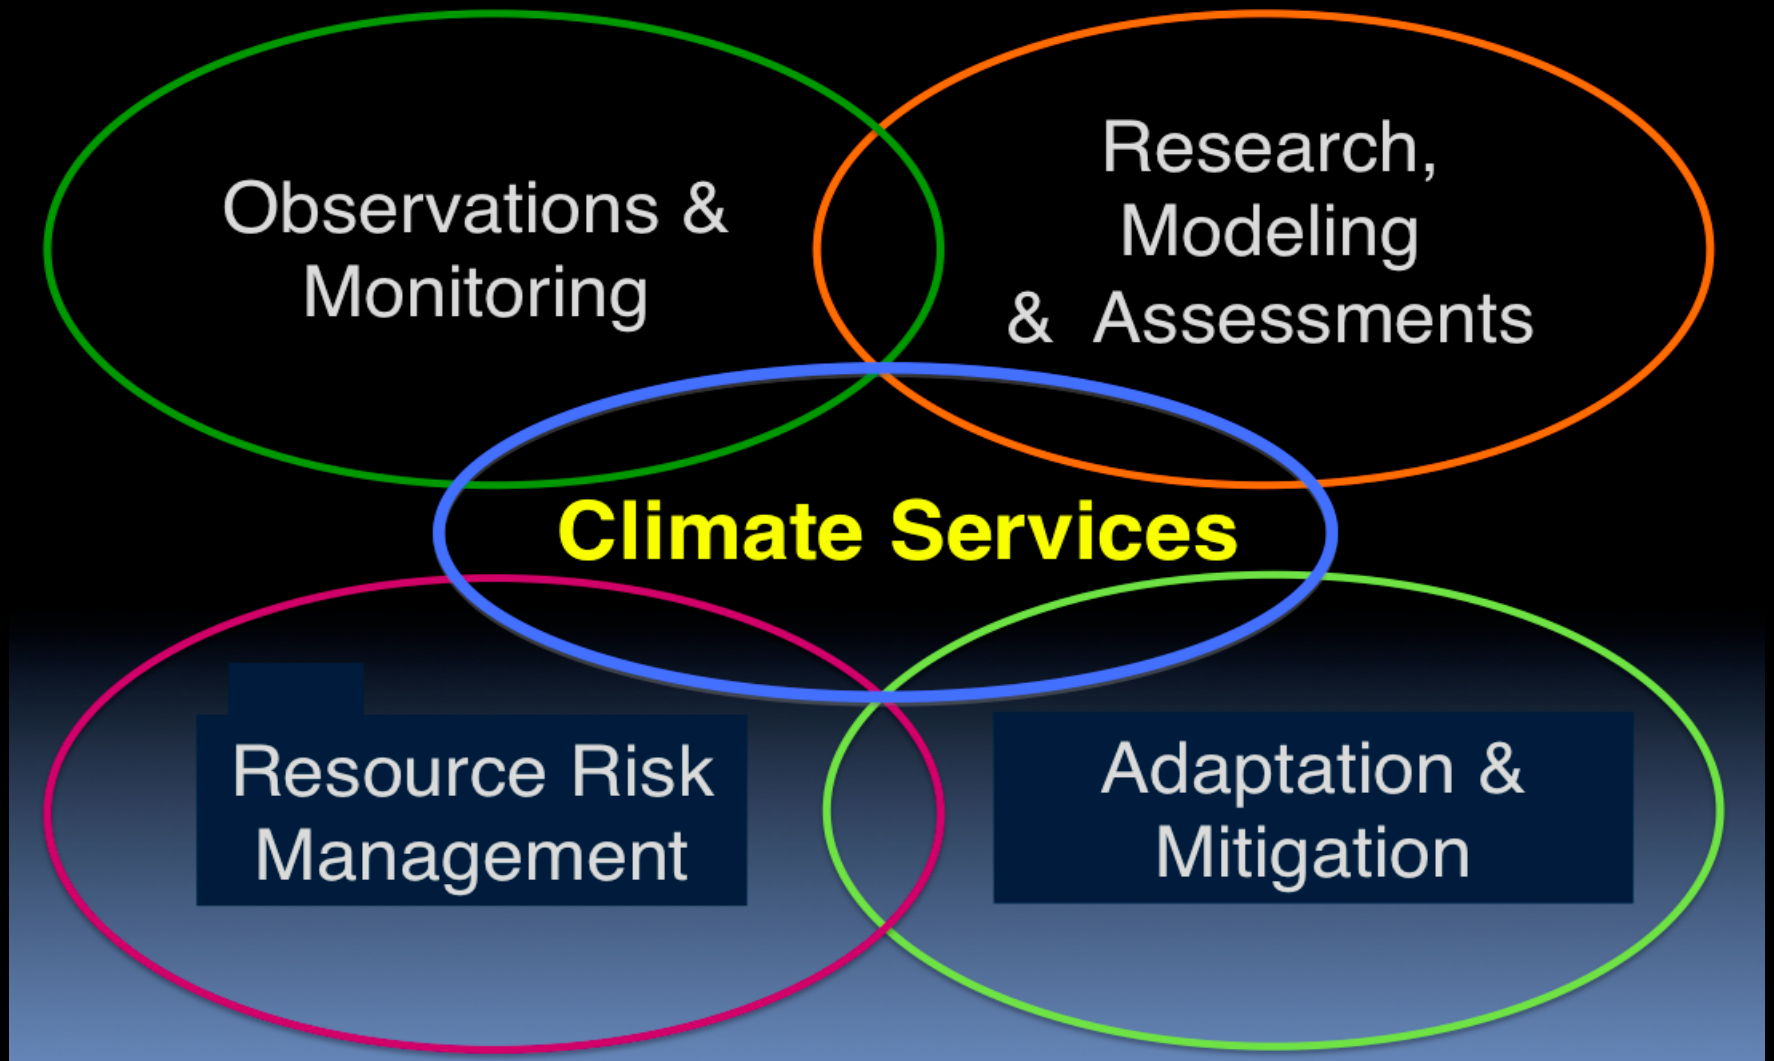 Observations &
Monitoring
Research,
Modeling
& Assessments
Climate Services
Resource Risk
Management
Adaptation &
Mitigation